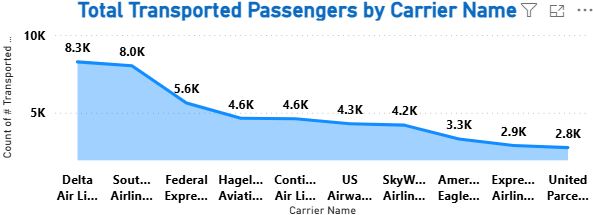 Total Transported Passengers by Carrier Name
Count of # Transported ...
10K
5K
8.3K
8.0K
5.6K
4.6K
4.6K
4.3K
4.2K
3.3K
2.9K
2.8K
Delta
Air Li...
Sout...
Airlin...
Federal
Expre...
Hagel...
Aviati...
Conti...
Air Li...
US
Airwa...
SkyW...
Airlin...
Amer...
Eagle...
Expre...
Airlin...
United
Parce...
Carrier Name